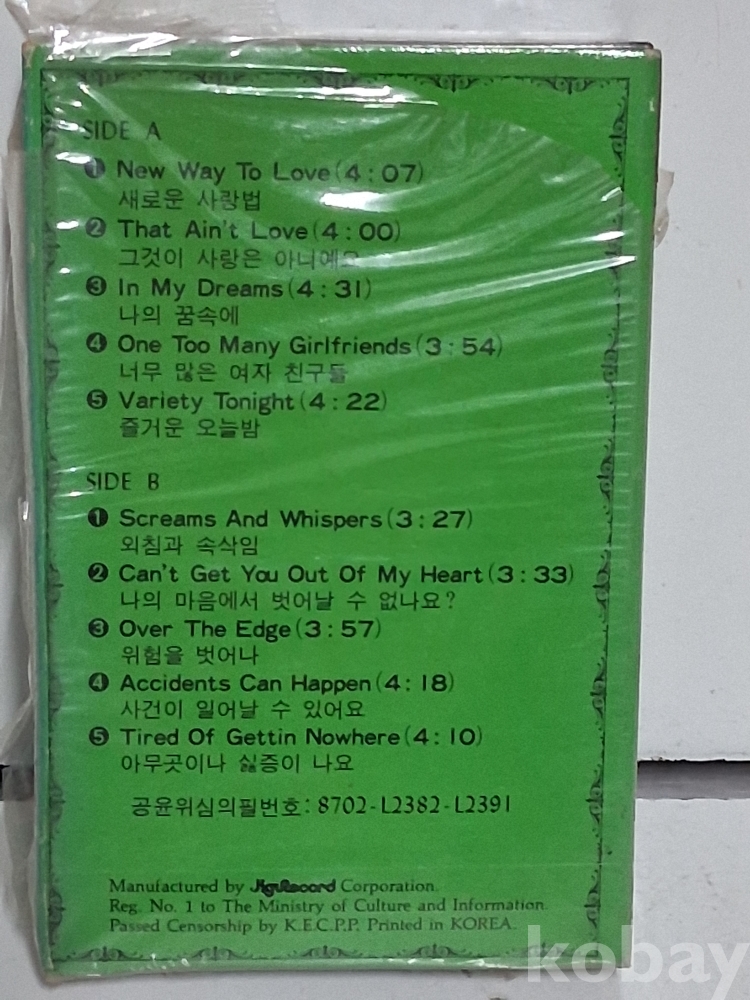 SIDE A
❶ New Way To Love(4:07)
새로운 사랑법
❷ That Ain't Love(4:00)
그것이 사랑은 아니예요
❸ In My Dreams(4:31)
나의 꿈속에
❹ One Too Many Girlfriends(3:54)
너무 많은 여자 친구들
❺ Variety Tonight(4:22)
즐거운 오늘밤
SIDE B
❶ Screams And Whispers(3:27)
외침과 속삭임
❷ Can't Get You Out Of My Heart(3:33)
나의 마음에서 벗어날 수 없나요?
❸ Over The Edge(3:57)
위험을 벗어나
❹ Accidents Can Happen(4:18)
사건이 일어날 수 있어요
❺ Tired Of Gettin Nowhere(4:10)
아무곳이나 싫증이 나요
공윤위심의필번호: 8702-L2382-L2391
Manufactured by JiguRecord Corporation.
Reg. No. 1 to The Ministry of Culture and Information.
Passed Censorship by K.E.C.P.P. Printed in KOREA.
kobay